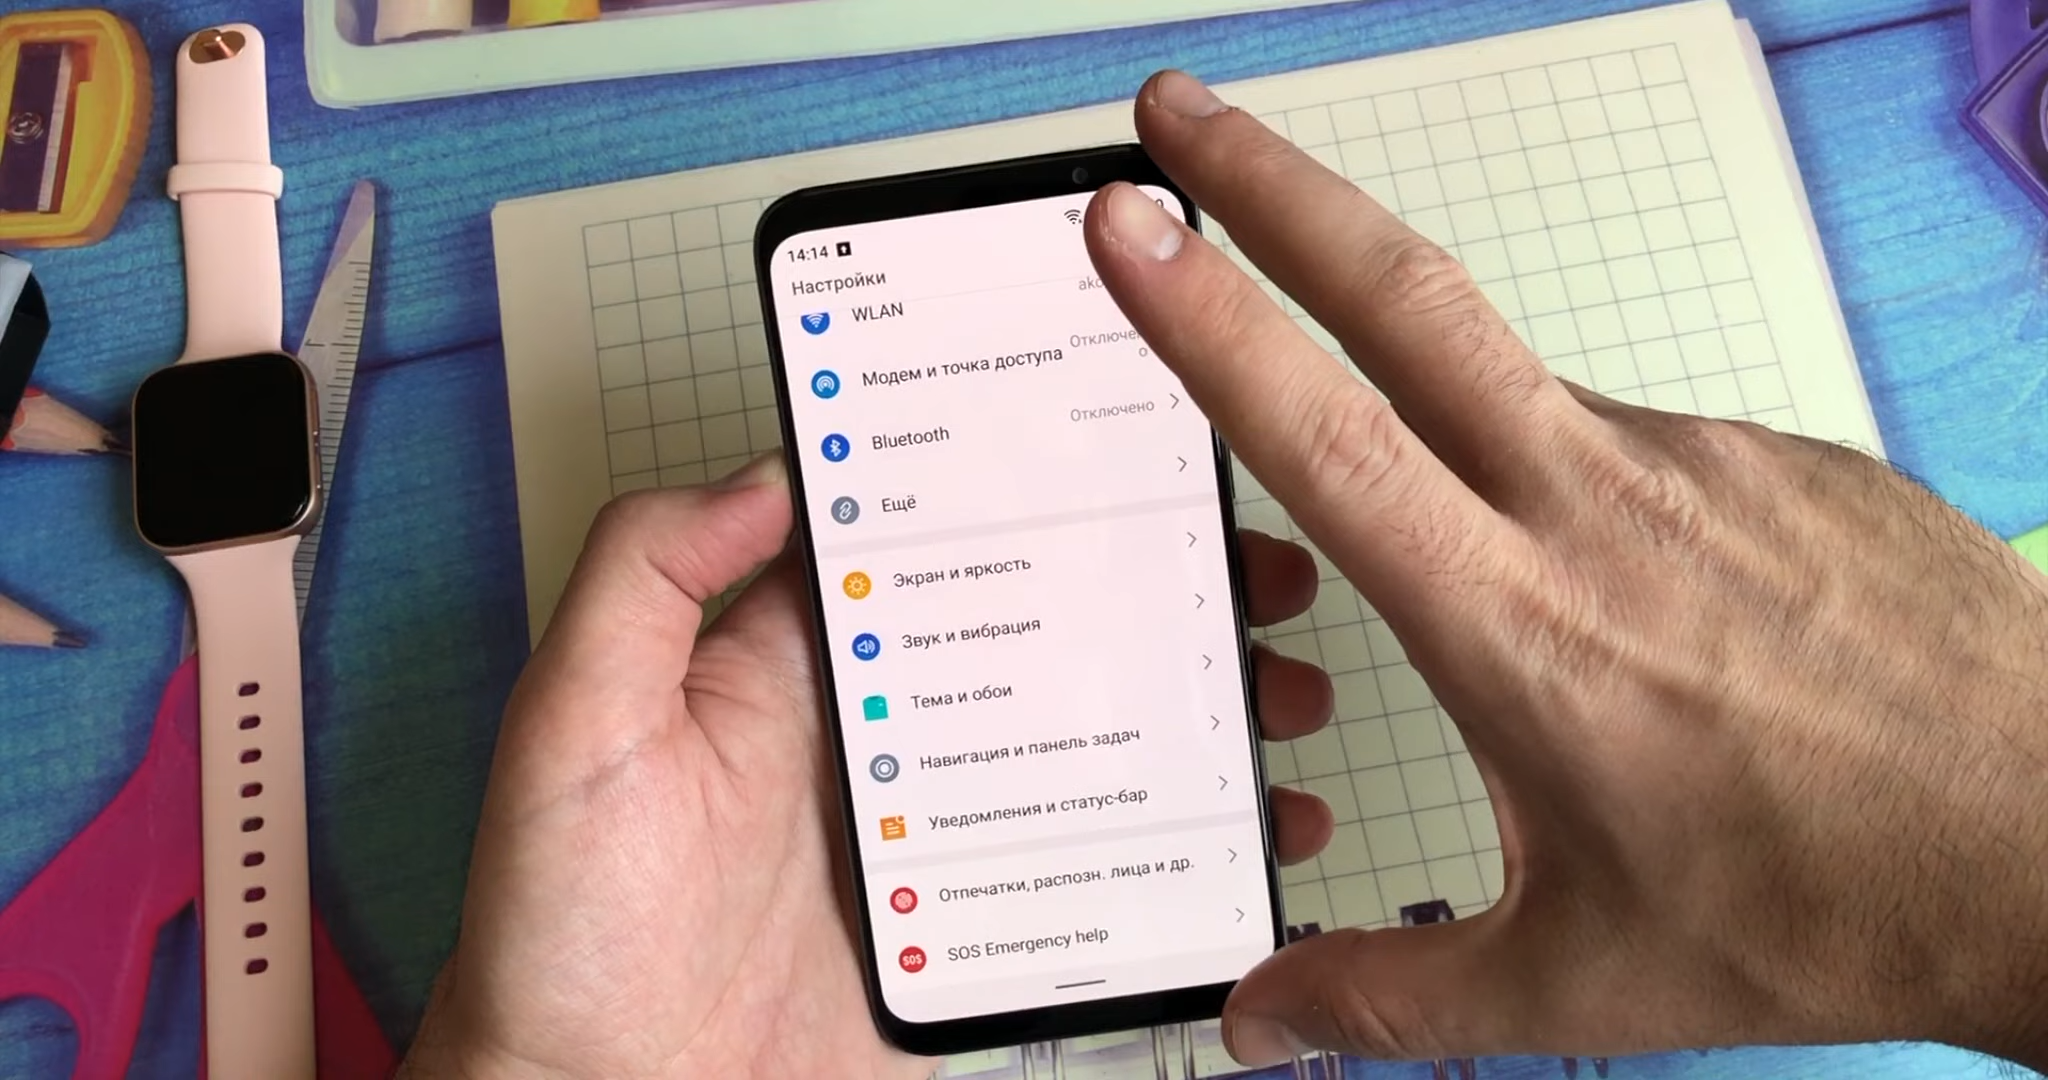 14:14
Настройки
WLAN
Модем и точка доступа
Bluetooth Отключено
Ещё
Экран и яркость
Звук и вибрация
Тема и обои
Навигация и панель задач
Уведомления и статус-бар
Отпечатки, распозн. лица и др.
SOS SOS Emergency help